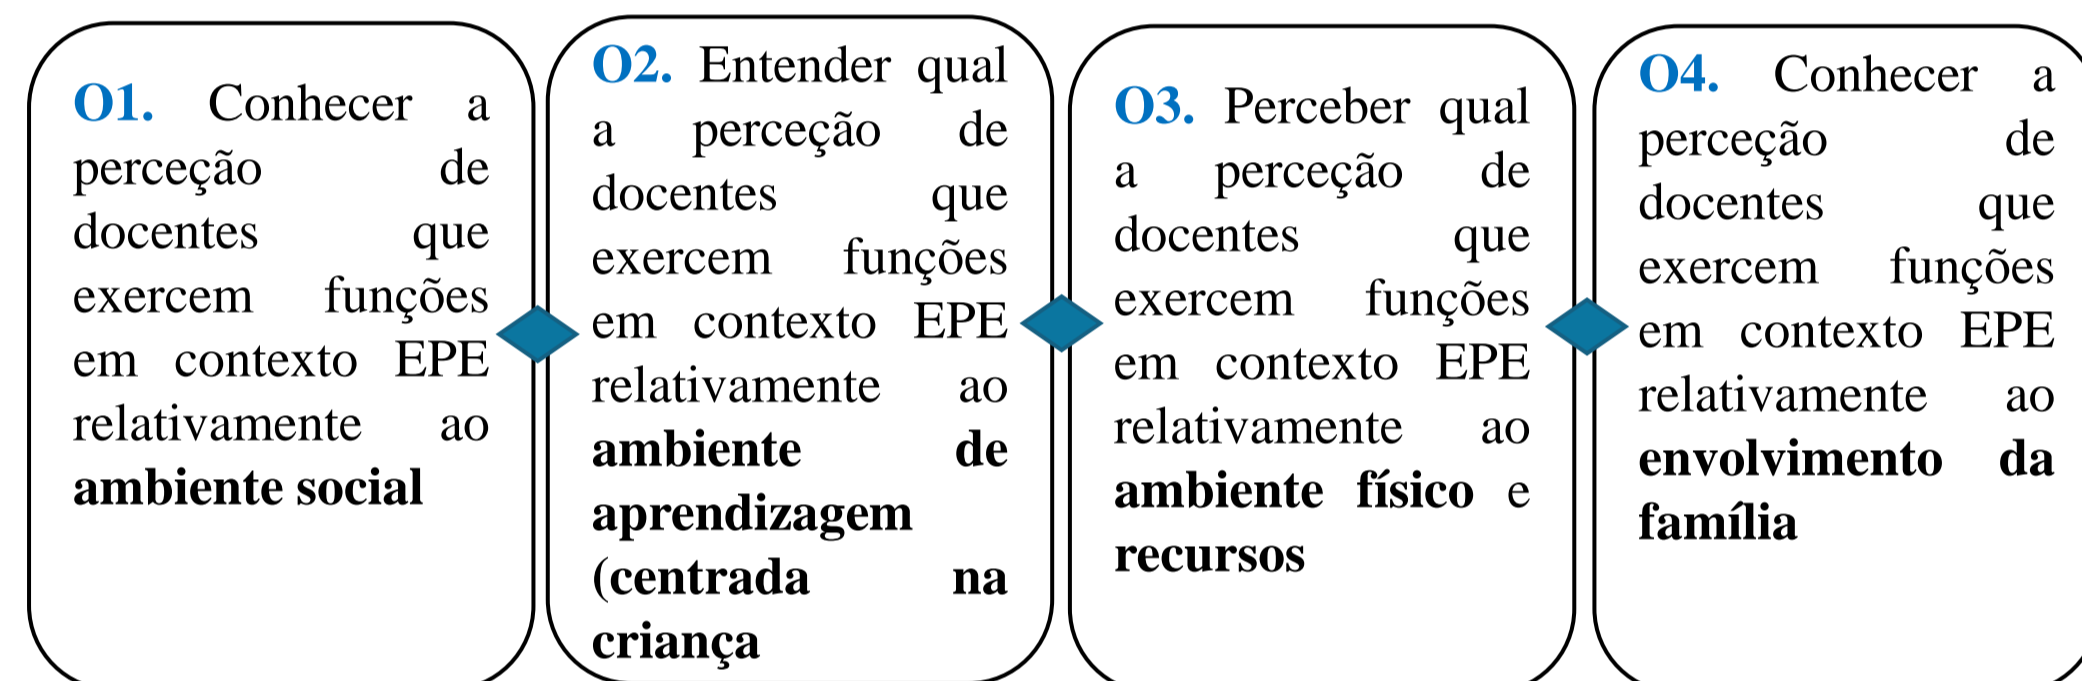 O1. Conhecer a
perceção de
docentes que
exercem funções
em contexto EPE
relativamente ao
ambiente social
O2. Entender qual
a perceção de
docentes que
exercem funções
em contexto EPE
relativamente ao
ambiente de
aprendizagem
(centrada na
criança
O3. Perceber qual
a perceção de
docentes que
exercem funções
em contexto EPE
relativamente ao
ambiente físico e
recursos
O4. Conhecer a
perceção de
docentes que
exercem funções
em contexto EPE
relativamente ao
envolvimento da
família